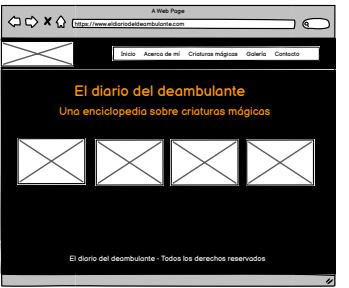 A Web Page
https://www.eldiariodeldeambulante.com
Inicio Acerca de mí Criaturas mágicas Galería Contacto
El diario del deambulante
Una enciclopedia sobre criaturas mágicas
El diario del deambulante - Todos los derechos reservados